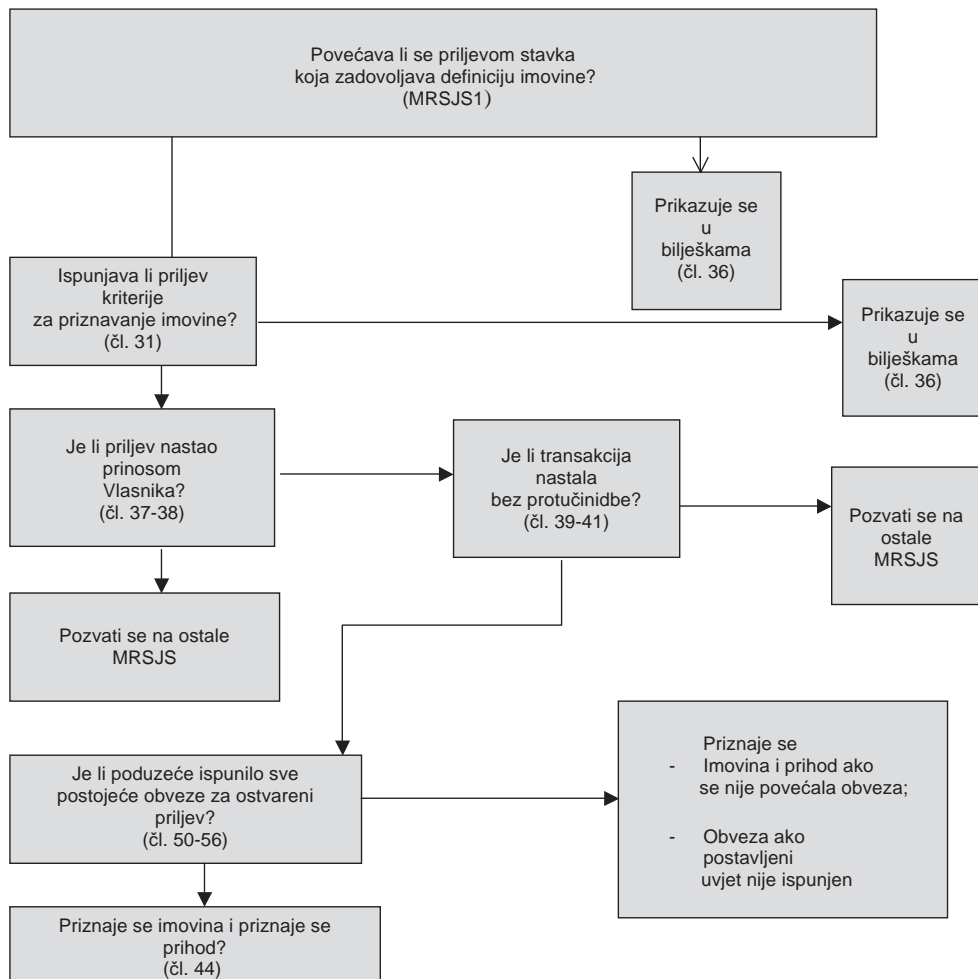 Povećava li se priljevom stavka
koja zadovoljava definiciju imovine?
(MRSJS1)
Prikazuje se
u
bilješkama
(čl. 36)
Ispunjava li priljev
kriterije
za priznavanje imovine?
(čl. 31)
Prikazuje se
u
bilješkama
(čl. 36)
Je li priljev nastao
prinosom
Vlasnika?
(čl. 37-38)
Je li transakcija
nastala
bez protučinidbe?
(čl. 39-41)
Pozvati se na
ostale
MRSJS
Pozvati se na ostale
MRSJS
Je li poduzeće ispunilo sve
postojeće obveze za ostvareni
priljev?
(čl. 50-56)
Priznaje se
- Imovina i prihod ako
se nije povećala obveza;
- Obveza ako
postavljeni
uvjet nije ispunjen
Priznaje se imovina i priznaje se
prihod?
(čl. 44)